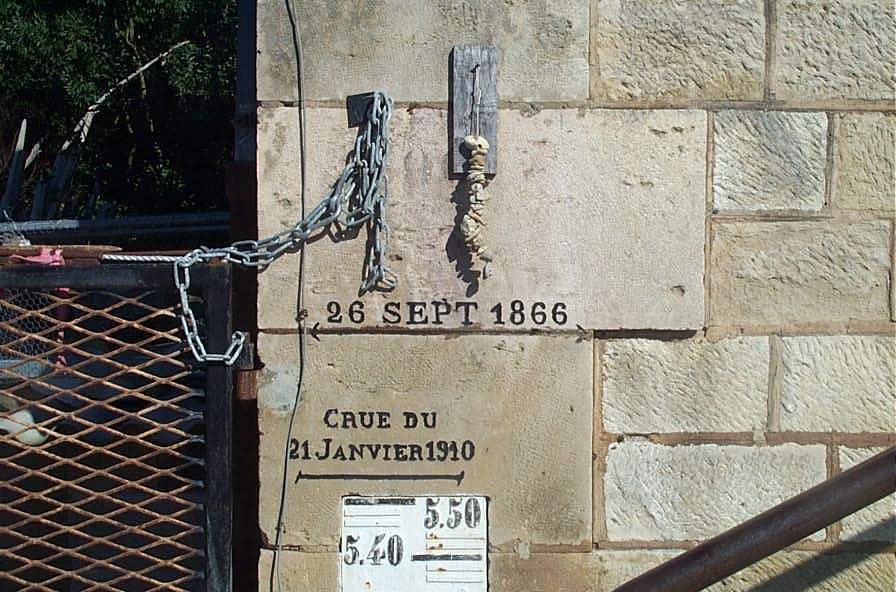 26 SEPT 1866
CRUE DU
21 JANVIER 1910
5.50
5.40